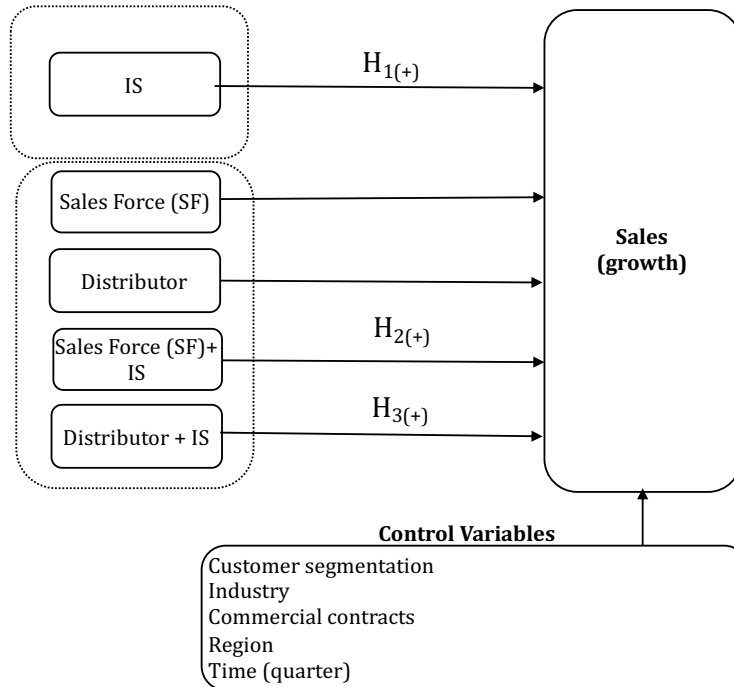 IS
H1(+)
Sales Force (SF)
Distributor
Sales Force (SF)+
IS
H2(+)
Distributor + IS
H3(+)
Sales
(growth)
Control Variables
Customer segmentation
Industry
Commercial contracts
Region
Time (quarter)